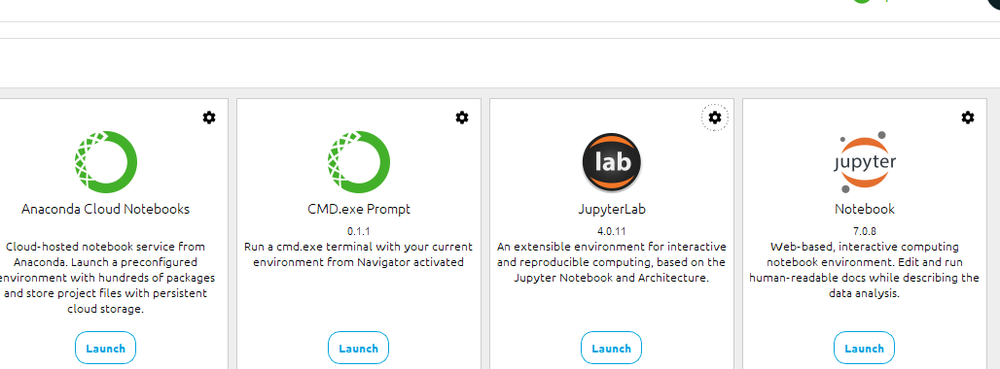 Anaconda Cloud Notebooks
Cloud-hosted notebook service from
Anaconda. Launch a preconfigured
environment with hundreds of packages
and store project files with persistent
cloud storage.
Launch
CMD.exe Prompt
0.1.1
Run a cmd.exe terminal with your current
environment from Navigator activated
Launch
lab
JupyterLab
4.0.11
An extensible environment for interactive
and reproducible computing, based on the
Jupyter Notebook and Architecture.
Launch
jupyter
Notebook
7.0.8
Web-based, interactive computing
notebook environment. Edit and run
human-readable docs while describing the
data analysis.
Launch